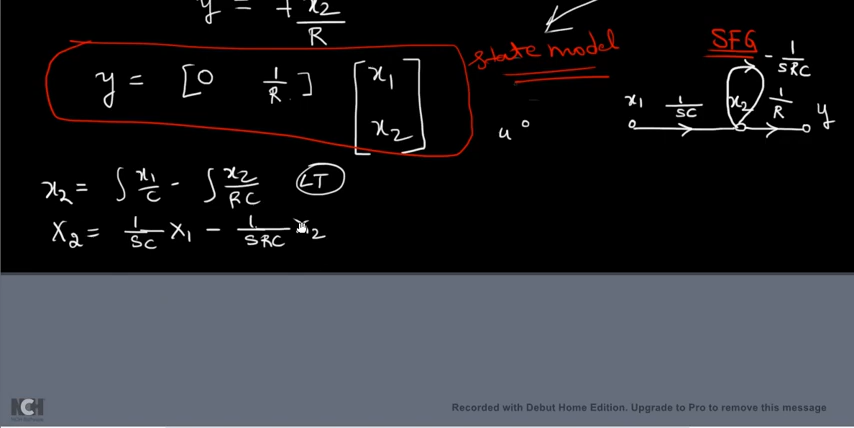 y = + x₂/R
y = [0 1/R] [x₁ x₂]
state model
SFG
-1/SRC
x₁ 1/SC x₂ 1/R y
u
x₂ = ∫ x₁/C - ∫ x₂/RC LT
X₂ = 1/SC X₁ - 1/SRC X₂
NCH
Recorded with Debut Home Edition. Upgrade to Pro to remove this message